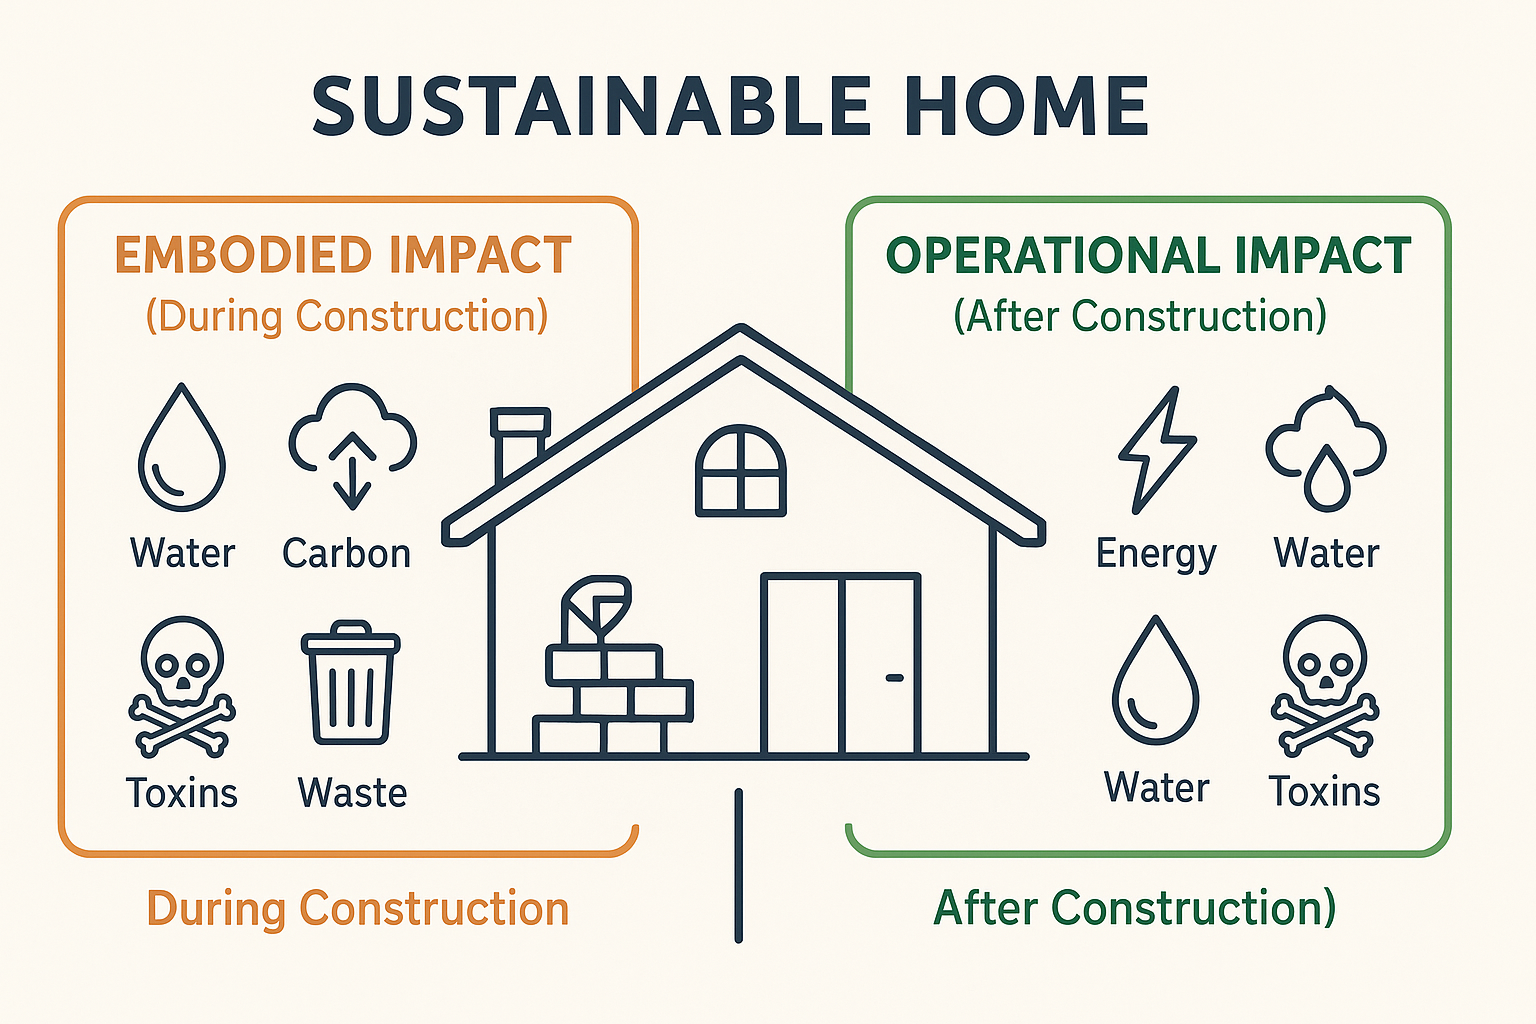 SUSTAINABLE HOME
EMBODIED IMPACT
(During Construction)
Water
Carbon
Toxins
Waste
During Construction
OPERATIONAL IMPACT
(After Construction)
Energy
Water
Water
Toxins
After Construction)